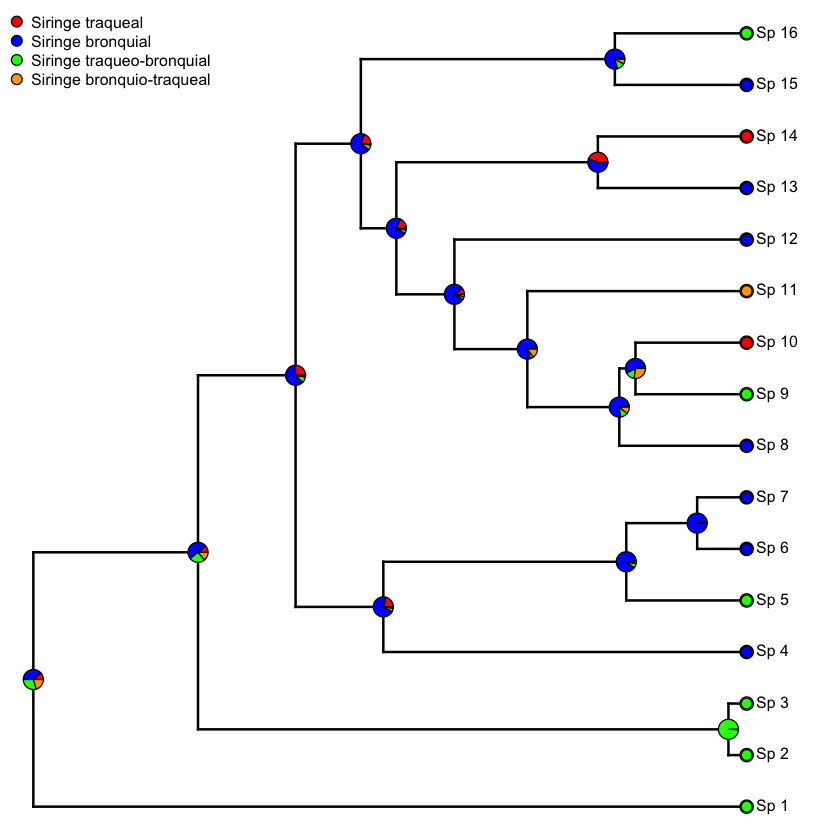 Siringe traqueal
Siringe bronquial
Siringe traqueo-bronquial
Siringe bronquio-traqueal
Sp 16
Sp 15
Sp 14
Sp 13
Sp 12
Sp 11
Sp 10
Sp 9
Sp 8
Sp 7
Sp 6
Sp 5
Sp 4
Sp 3
Sp 2
Sp 1